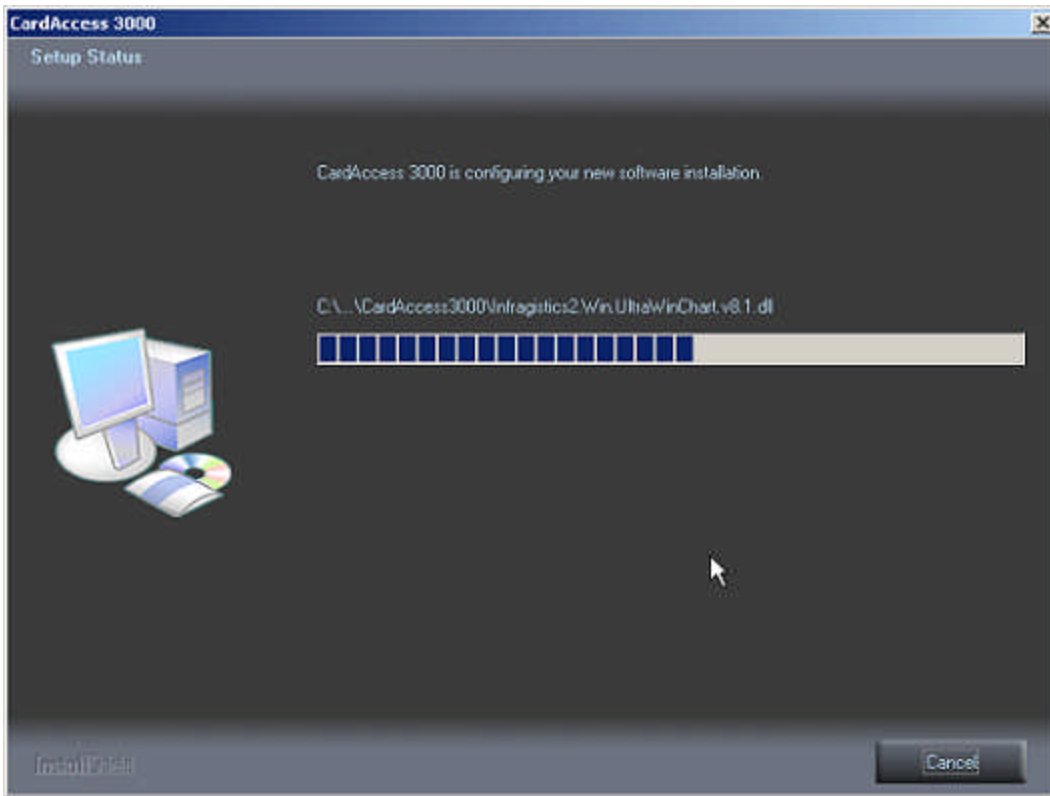 CardAccess 3000
Setup Status
CardAccess 3000 is configuring your new software installation.
C:\...\CardAccess3000\Infragistics2.Win.UltraWinChart.v8.1.dll
InstallShield
Cancel